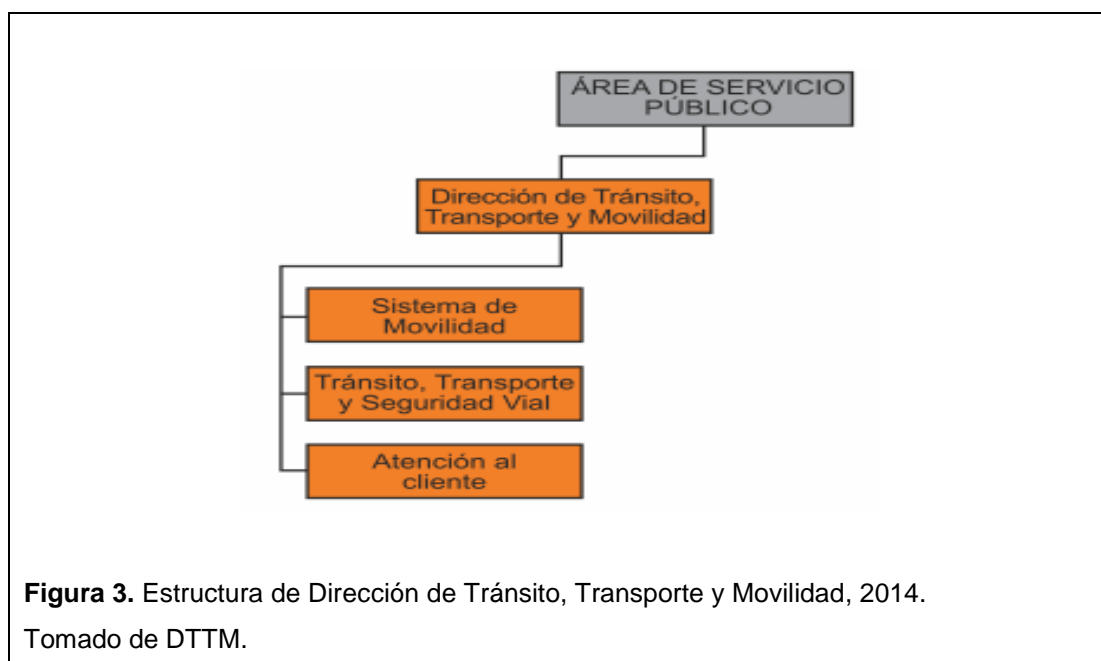 ÁREA DE SERVICIO
PÚBLICO
Dirección de Tránsito,
Transporte y Movilidad
Sistema de
Movilidad
Tránsito, Transporte
y Seguridad Vial
Atención al
cliente
Figura 3. Estructura de Dirección de Tránsito, Transporte y Movilidad, 2014.
Tomado de DTTM.